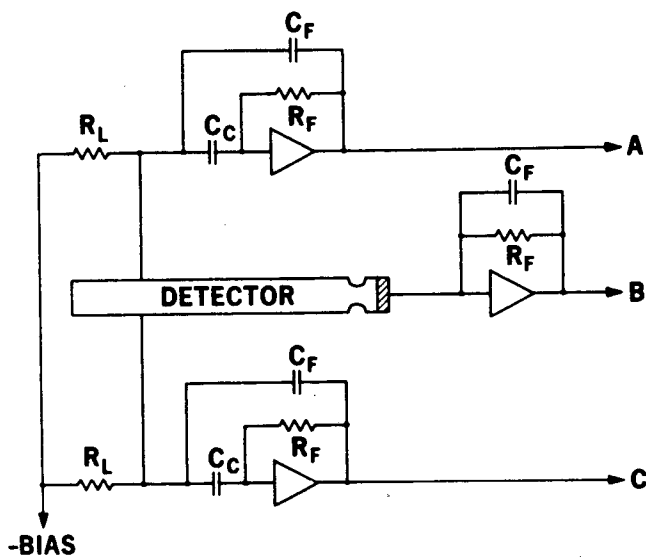 C_F
R_F
R_L
C_C
A
C_F
R_F
DETECTOR
B
C_F
R_F
R_L
C_C
C
-BIAS